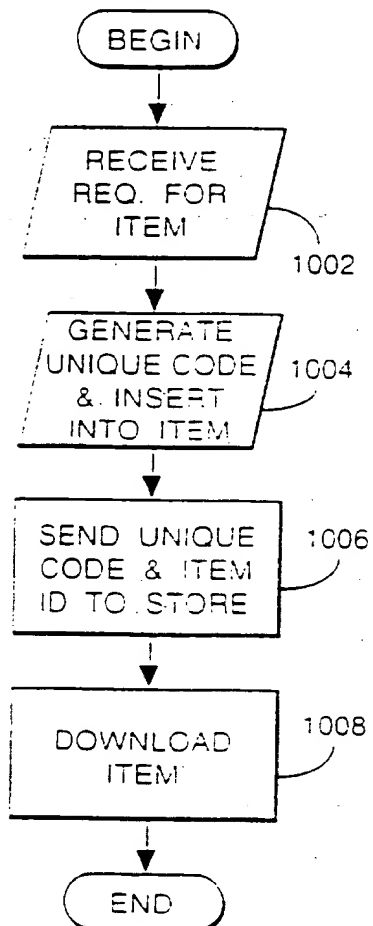 BEGIN
RECEIVE
REQ. FOR
ITEM
1002
GENERATE
UNIQUE CODE
& INSERT
INTO ITEM
1004
SEND UNIQUE
CODE & ITEM
ID TO STORE
1006
DOWNLOAD
ITEM
1008
END